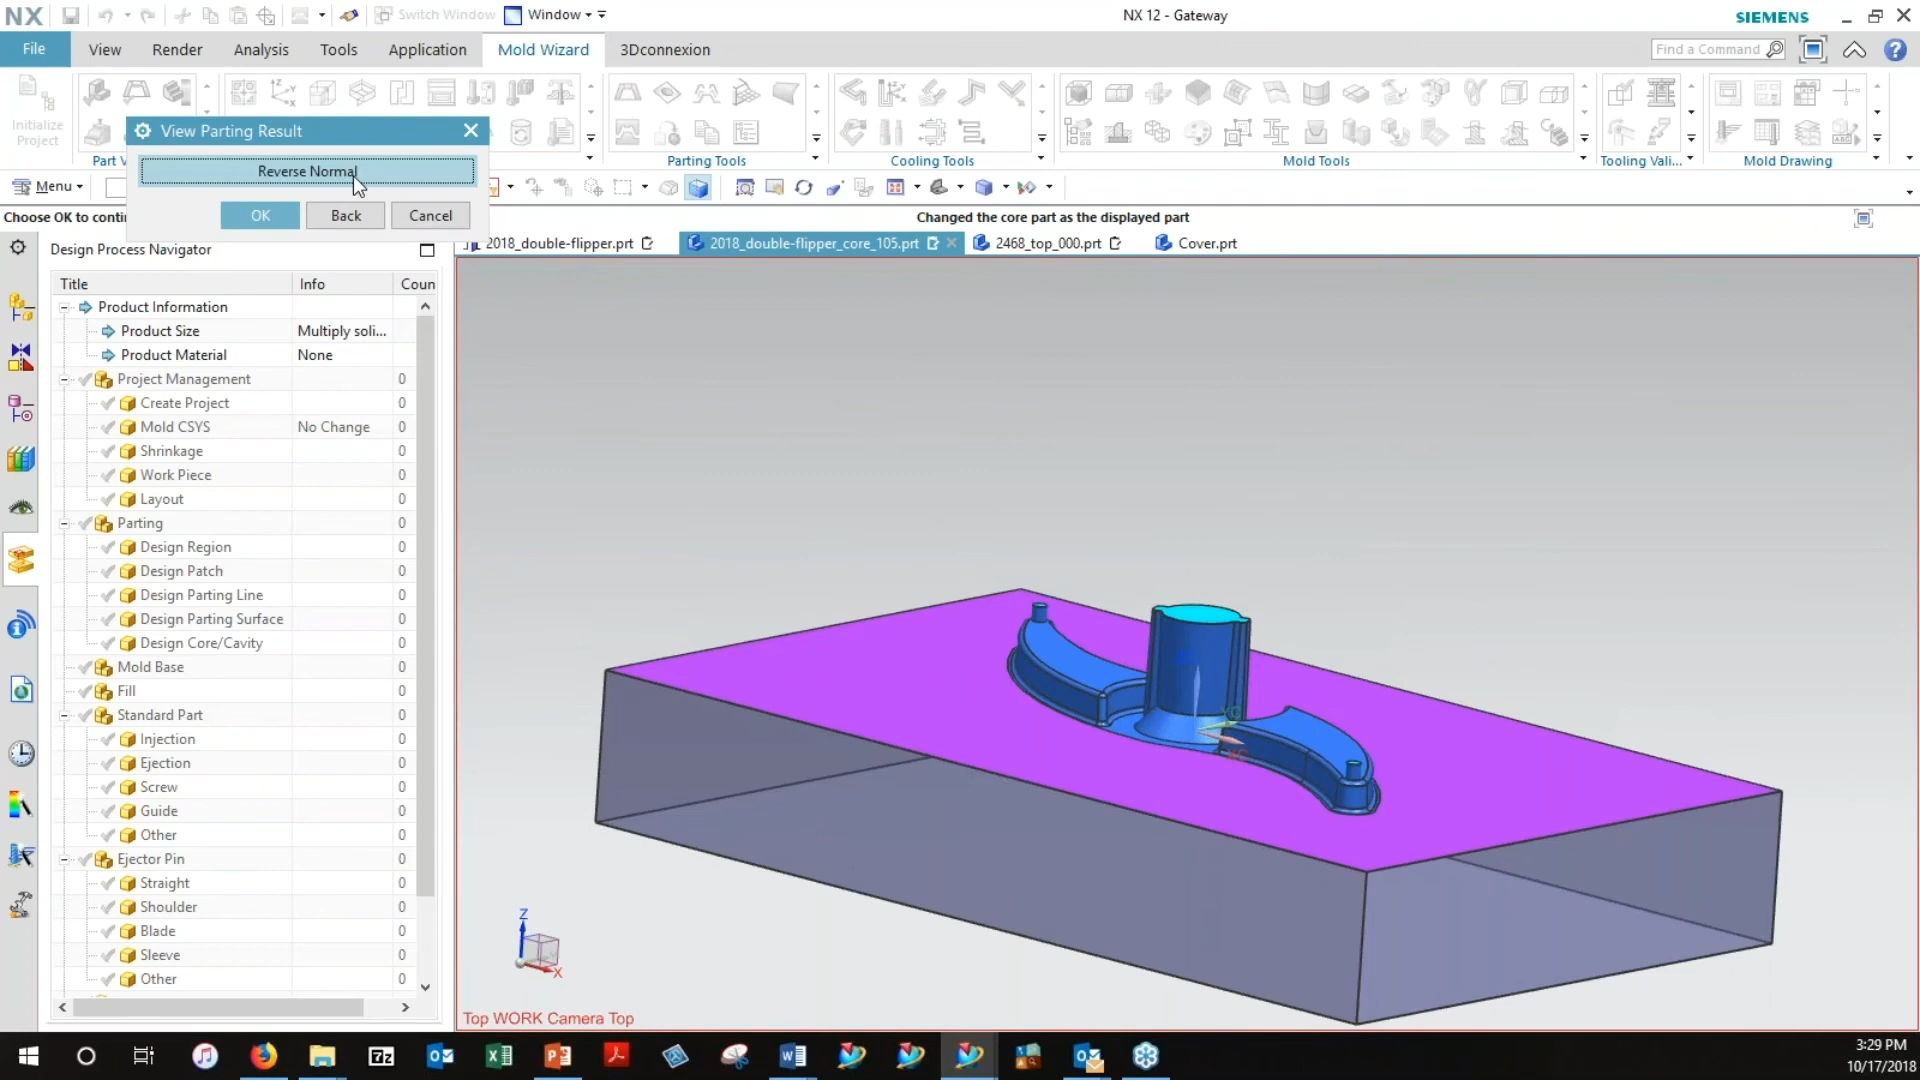 NX
Switch Window
Window
NX 12 - Gateway
SIEMENS
File
View
Render
Analysis
Tools
Application
Mold Wizard
3Dconnexion
Find a Command
Initialize
Project
View Parting Result
Part V
Parting Tools
Cooling Tools
Mold Tools
Tooling Vali...
Mold Drawing
Reverse Normal
Menu
OK
Back
Cancel
Choose OK to conti
Changed the core part as the displayed part
Design Process Navigator
2018_double-flipper.prt
2018_double-flipper_core_105.prt
2468_top_000.prt
Cover.prt
Title
Info
Coun
Product Information
Product Size
Multiply soli...
Product Material
None
Project Management
0
Create Project
0
Mold CSYS
No Change
0
Shrinkage
0
Work Piece
0
Layout
0
Parting
0
Design Region
0
Design Patch
0
Design Parting Line
0
Design Parting Surface
0
Design Core/Cavity
0
Mold Base
0
Fill
0
Standard Part
0
Injection
0
Ejection
0
Screw
0
Guide
0
Other
0
Ejector Pin
0
Straight
0
Shoulder
0
Blade
0
Sleeve
0
Other
0
Z
X
Top WORK Camera Top
3:29 PM
10/17/2018